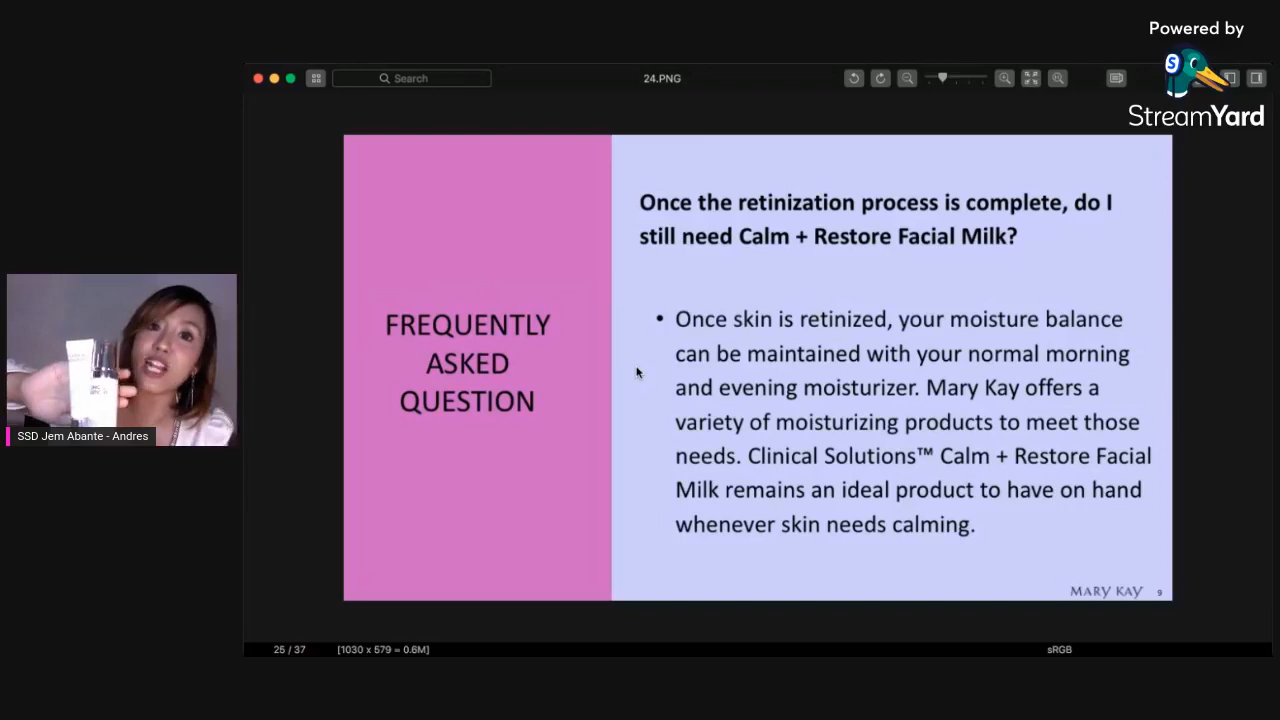 Powered by
StreamYard
Search
24.PNG
Once the retinization process is complete, do I
still need Calm + Restore Facial Milk?
FREQUENTLY
ASKED
QUESTION
• Once skin is retinized, your moisture balance
can be maintained with your normal morning
and evening moisturizer. Mary Kay offers a
variety of moisturizing products to meet those
needs. Clinical Solutions™ Calm + Restore Facial
Milk remains an ideal product to have on hand
whenever skin needs calming.
MARY KAY 9
SSD Jem Abante - Andres
25 / 37 [1030 x 579 = 0.6M] sRGB